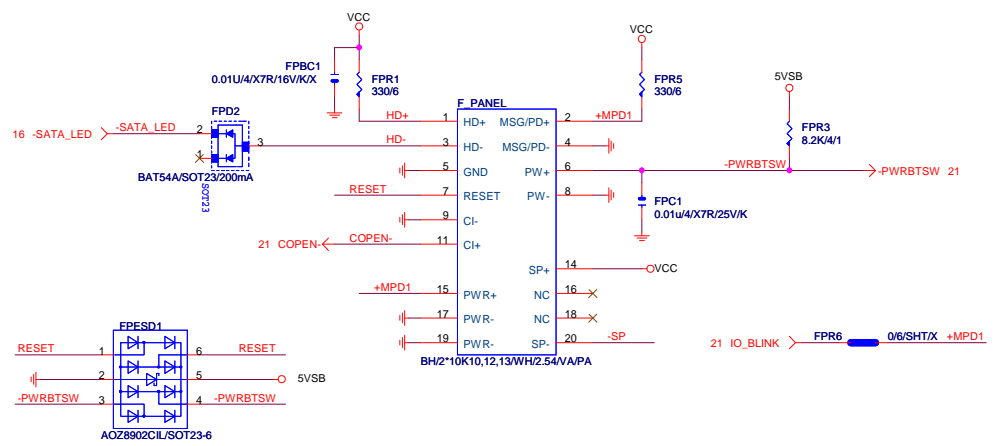 VCC
VCC
FPBC1
0.01U/4/X7R/16V/K/X
FPR1
330/6
FPR5
330/6
5VSB
FPR3
8.2K/4/1
FPD2
F_PANEL
16 -SATA_LED
-SATA_LED
2
3
1
BAT54A/SOT23/200mA
SOT23
HD+
1
HD+
MSG/PD+
2
+MPD1
HD-
3
HD-
MSG/PD-
4
5
GND
PW+
6
-PWRBTSW
-PWRBTSW 21
RESET
7
RESET
PW-
8
FPC1
0.01u/4/X7R/25V/K
9
CI-
21 COPEN-
COPEN-
11
CI+
SP+
14
VCC
+MPD1
15
PWR+
NC
16
17
PWR-
NC
18
19
PWR-
SP-
20
-SP
BH/2*10K10,12,13/WH/2.54/VA/PA
21 IO_BLINK
FPR6
0/6/SHT/X
+MPD1
FPESD1
RESET
1
6
RESET
2
5
5VSB
-PWRBTSW
3
4
-PWRBTSW
AOZ8902CIL/SOT23-6